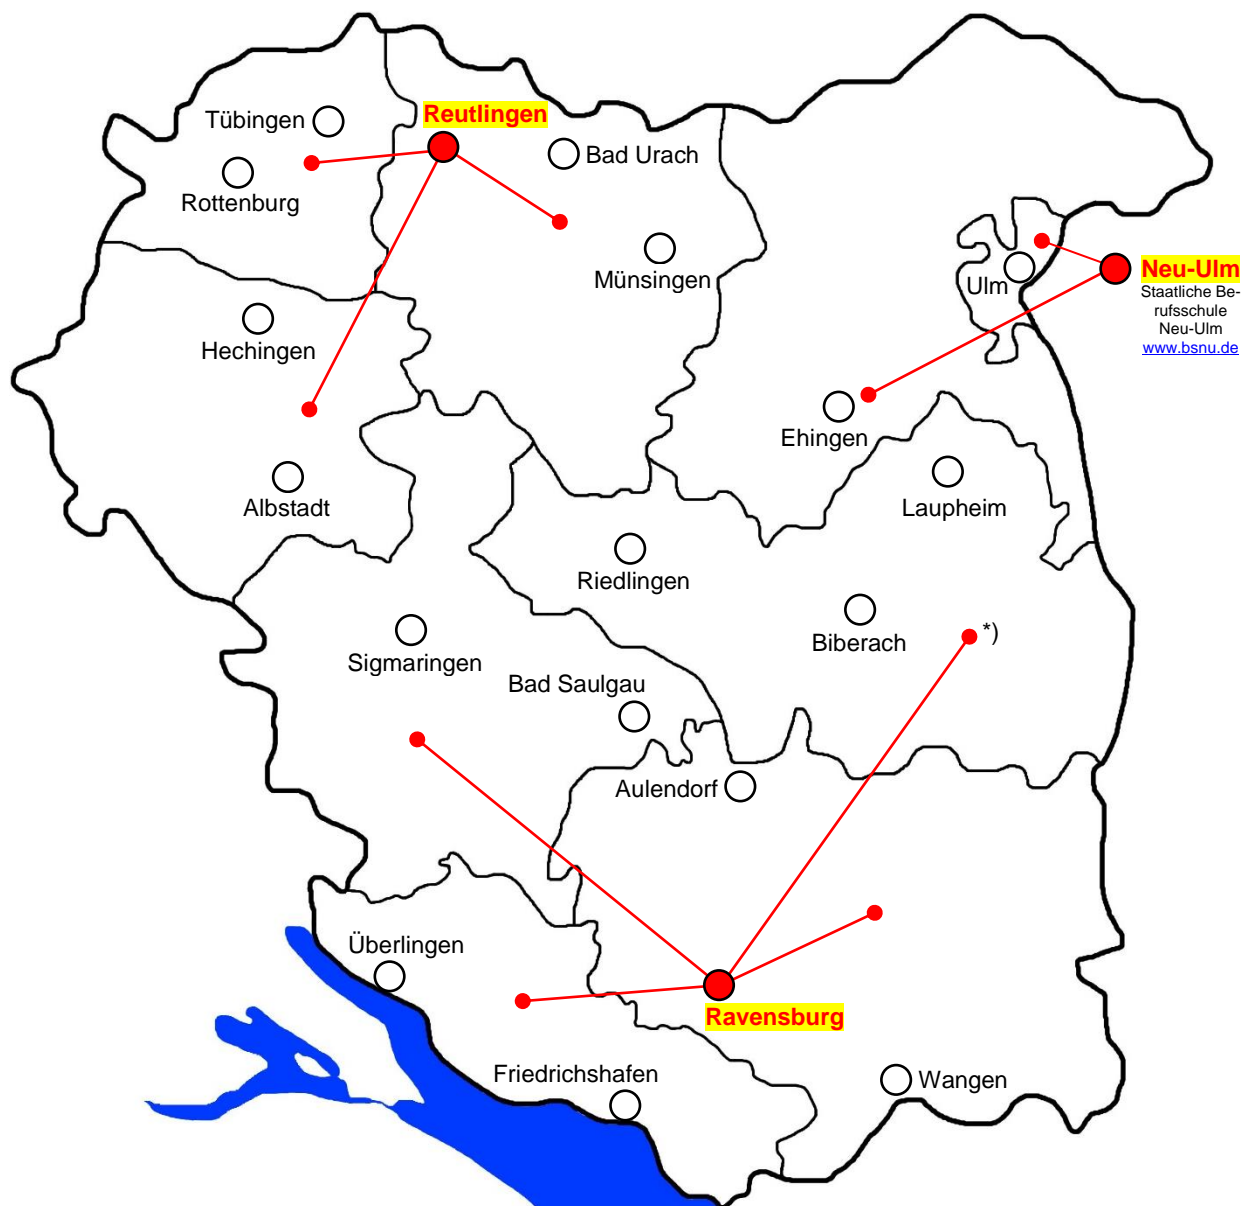 Reutlingen
Tübingen
Bad Urach
Rottenburg
Münsingen
Ulm
Neu-Ulm
Staatliche Be-
rufsschule
Neu-Ulm
www.bsnu.de
Hechingen
Ehingen
Albstadt
Laupheim
Riedlingen
Biberach
*)
Sigmaringen
Bad Saulgau
Aulendorf
Überlingen
Ravensburg
Friedrichshafen
Wangen